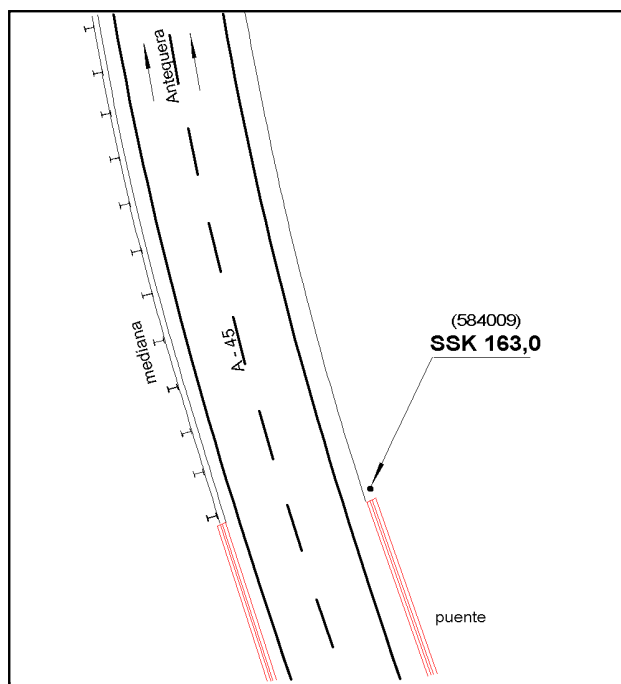 Antequera
(584009)
SSK 163,0
A - 45
mediana
puente